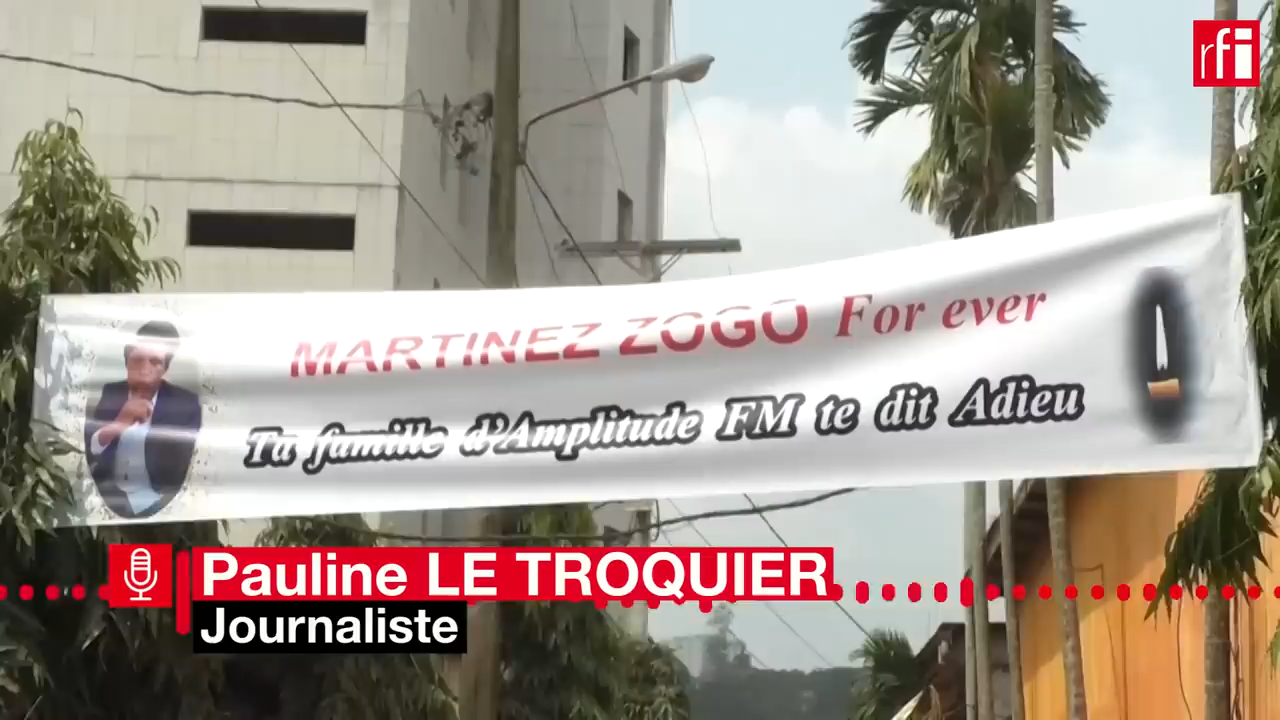 rfi
MARTINEZ ZOGO For ever
Ta famille d'Amplitude FM te dit Adieu
Pauline LE TROQUIER
Journaliste